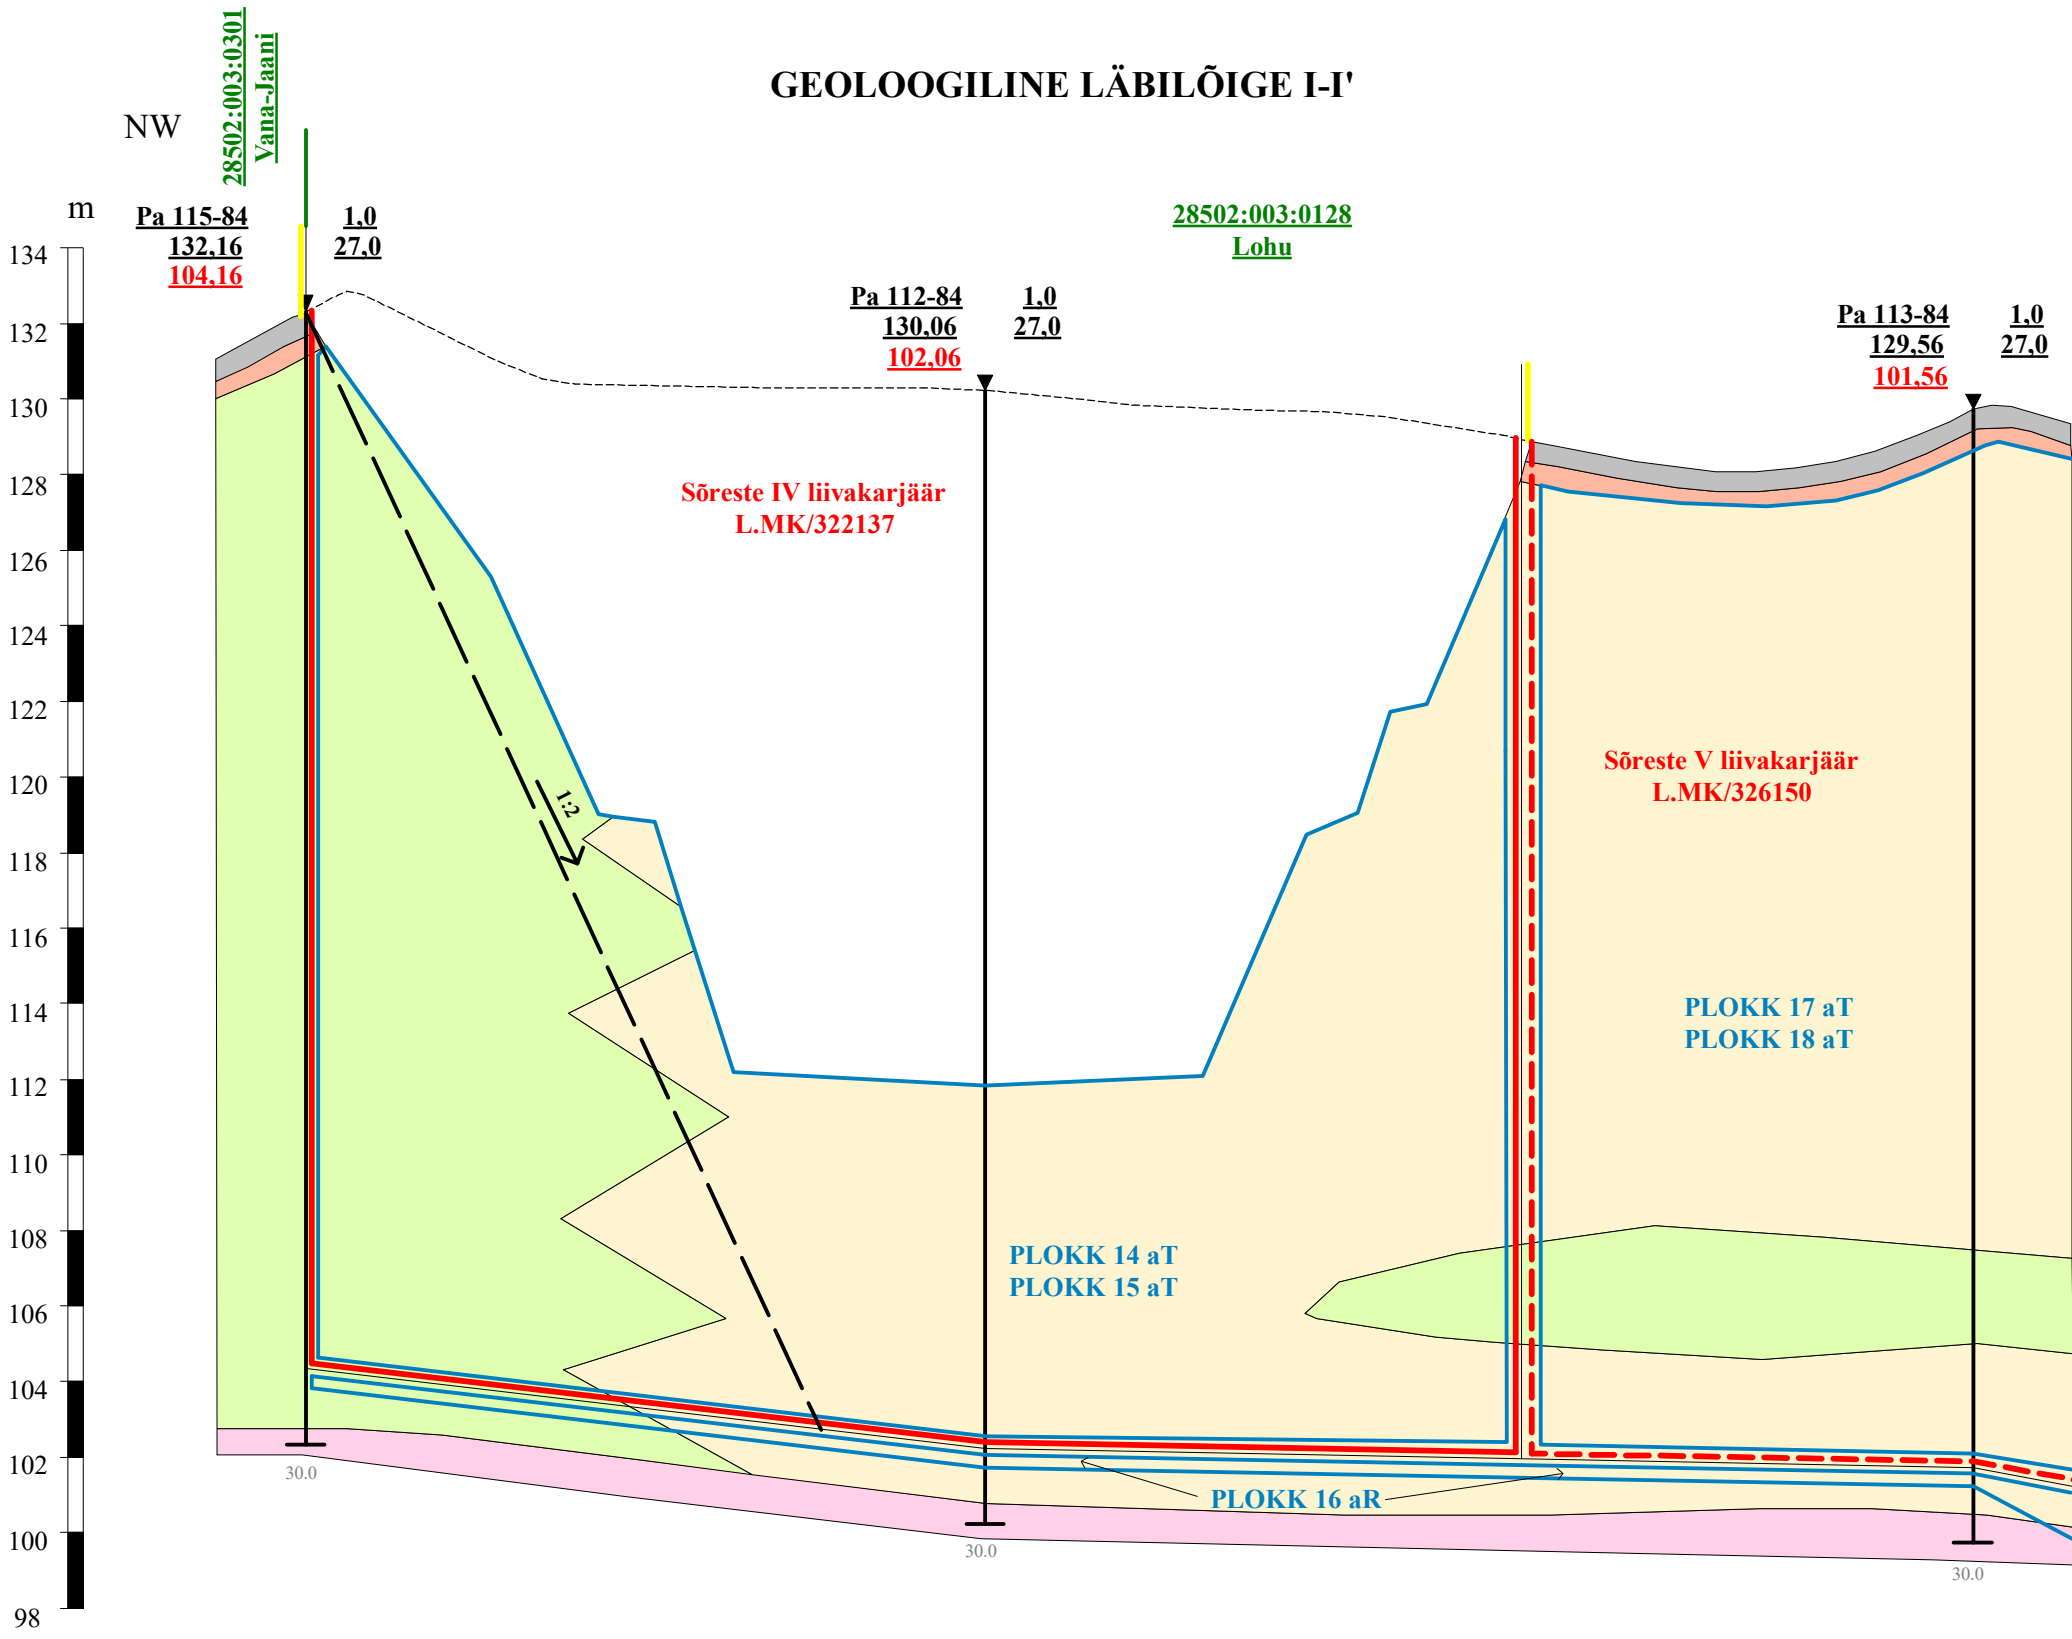 GEOLOOGILINE LÄBILÕIGE I-I'
28502:003:0301
Vana-Jaani
NW
m
Pa 115-84 1,0
132,16 27,0
104,16
28502:003:0128
Lohu
Pa 112-84 1,0
130,06 27,0
102,06
Pa 113-84 1,0
129,56 27,0
101,56
134
132
130
128
126
124
122
120
118
116
114
112
110
108
106
104
102
100
98
Sõreste IV liivakarjäär
L.MK/322137
Sõreste V liivakarjäär
L.MK/326150
1:2
PLOKK 17 aT
PLOKK 18 aT
PLOKK 14 aT
PLOKK 15 aT
PLOKK 16 aR
30.0
30.0
30.0